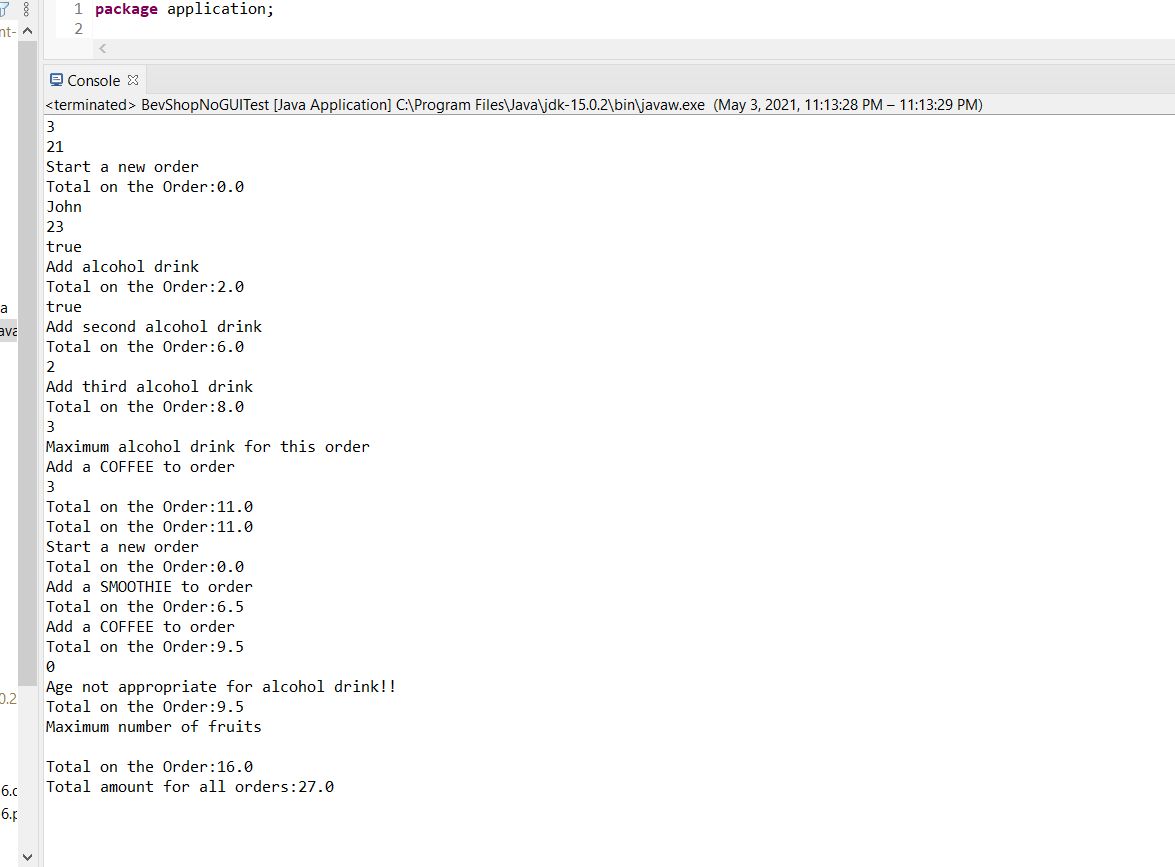 1 package application;
2
nt-
Console
<terminated> BevShopNoGUITest [Java Application] C:\Program Files\Java\jdk-15.0.2\bin\javaw.exe (May 3, 2021, 11:13:28 PM – 11:13:29 PM)
3
21
Start a new order
Total on the Order:0.0
John
23
true
Add alcohol drink
Total on the Order:2.0
true
a
Add second alcohol drink
ava
Total on the Order:6.0
2
Add third alcohol drink
Total on the Order:8.0
3
Maximum alcohol drink for this order
Add a COFFEE to order
3
Total on the Order:11.0
Total on the Order:11.0
Start a new order
Total on the Order:0.0
Add a SMOOTHIE to order
Total on the Order:6.5
Add a COFFEE to order
Total on the Order:9.5
0
Age not appropriate for alcohol drink!!
0.2
Total on the Order:9.5
Maximum number of fruits
Total on the Order:16.0
Total amount for all orders:27.0
6.c
6.p